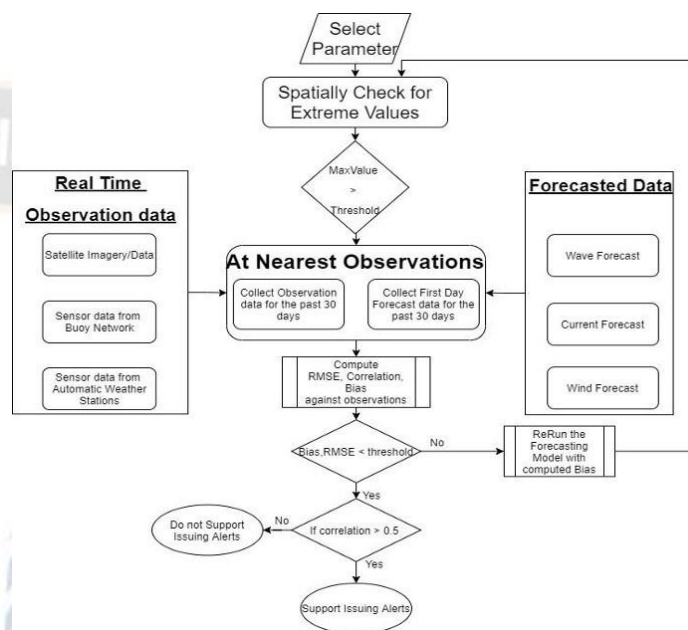 Select
Parameter
Spatially Check for
Extreme Values
MaxValue
>
Threshold
Real Time
Observation data
Satellite Imagery/Data
Sensor data from
Buoy Network
Sensor data from
Automatic Weather
Stations
At Nearest Observations
Collect Observation
data for the past 30
days
Collect First Day
Forecast data for the
past 30 days
Forecasted Data
Wave Forecast
Current Forecast
Wind Forecast
Compute
RMSE, Correlation,
Bias
against observations
Bias,RMSE < threshold
No
ReRun the
Forecasting
Model with
computed Bias
Yes
If correlation > 0.5
No
Do not Support
Issuing Alerts
Yes
Support Issuing Alerts